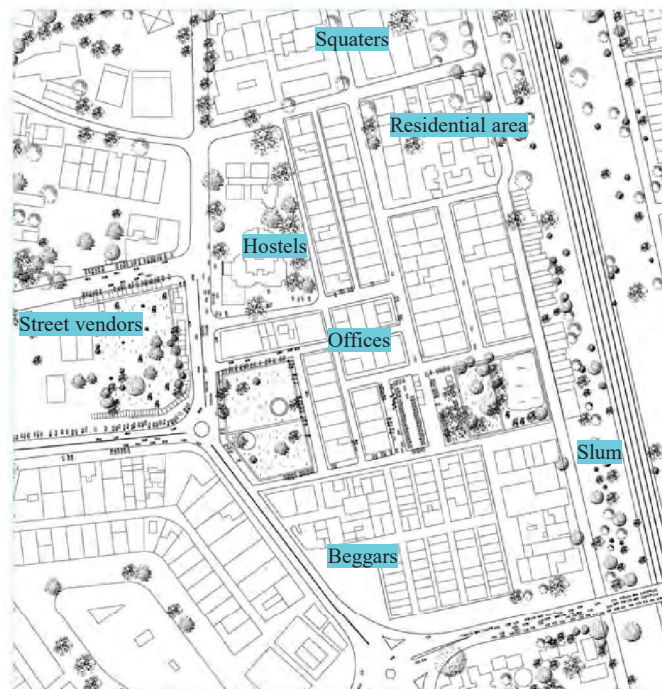 Squaters
Residential area
Hostels
Street vendors
Offices
Slum
Beggars